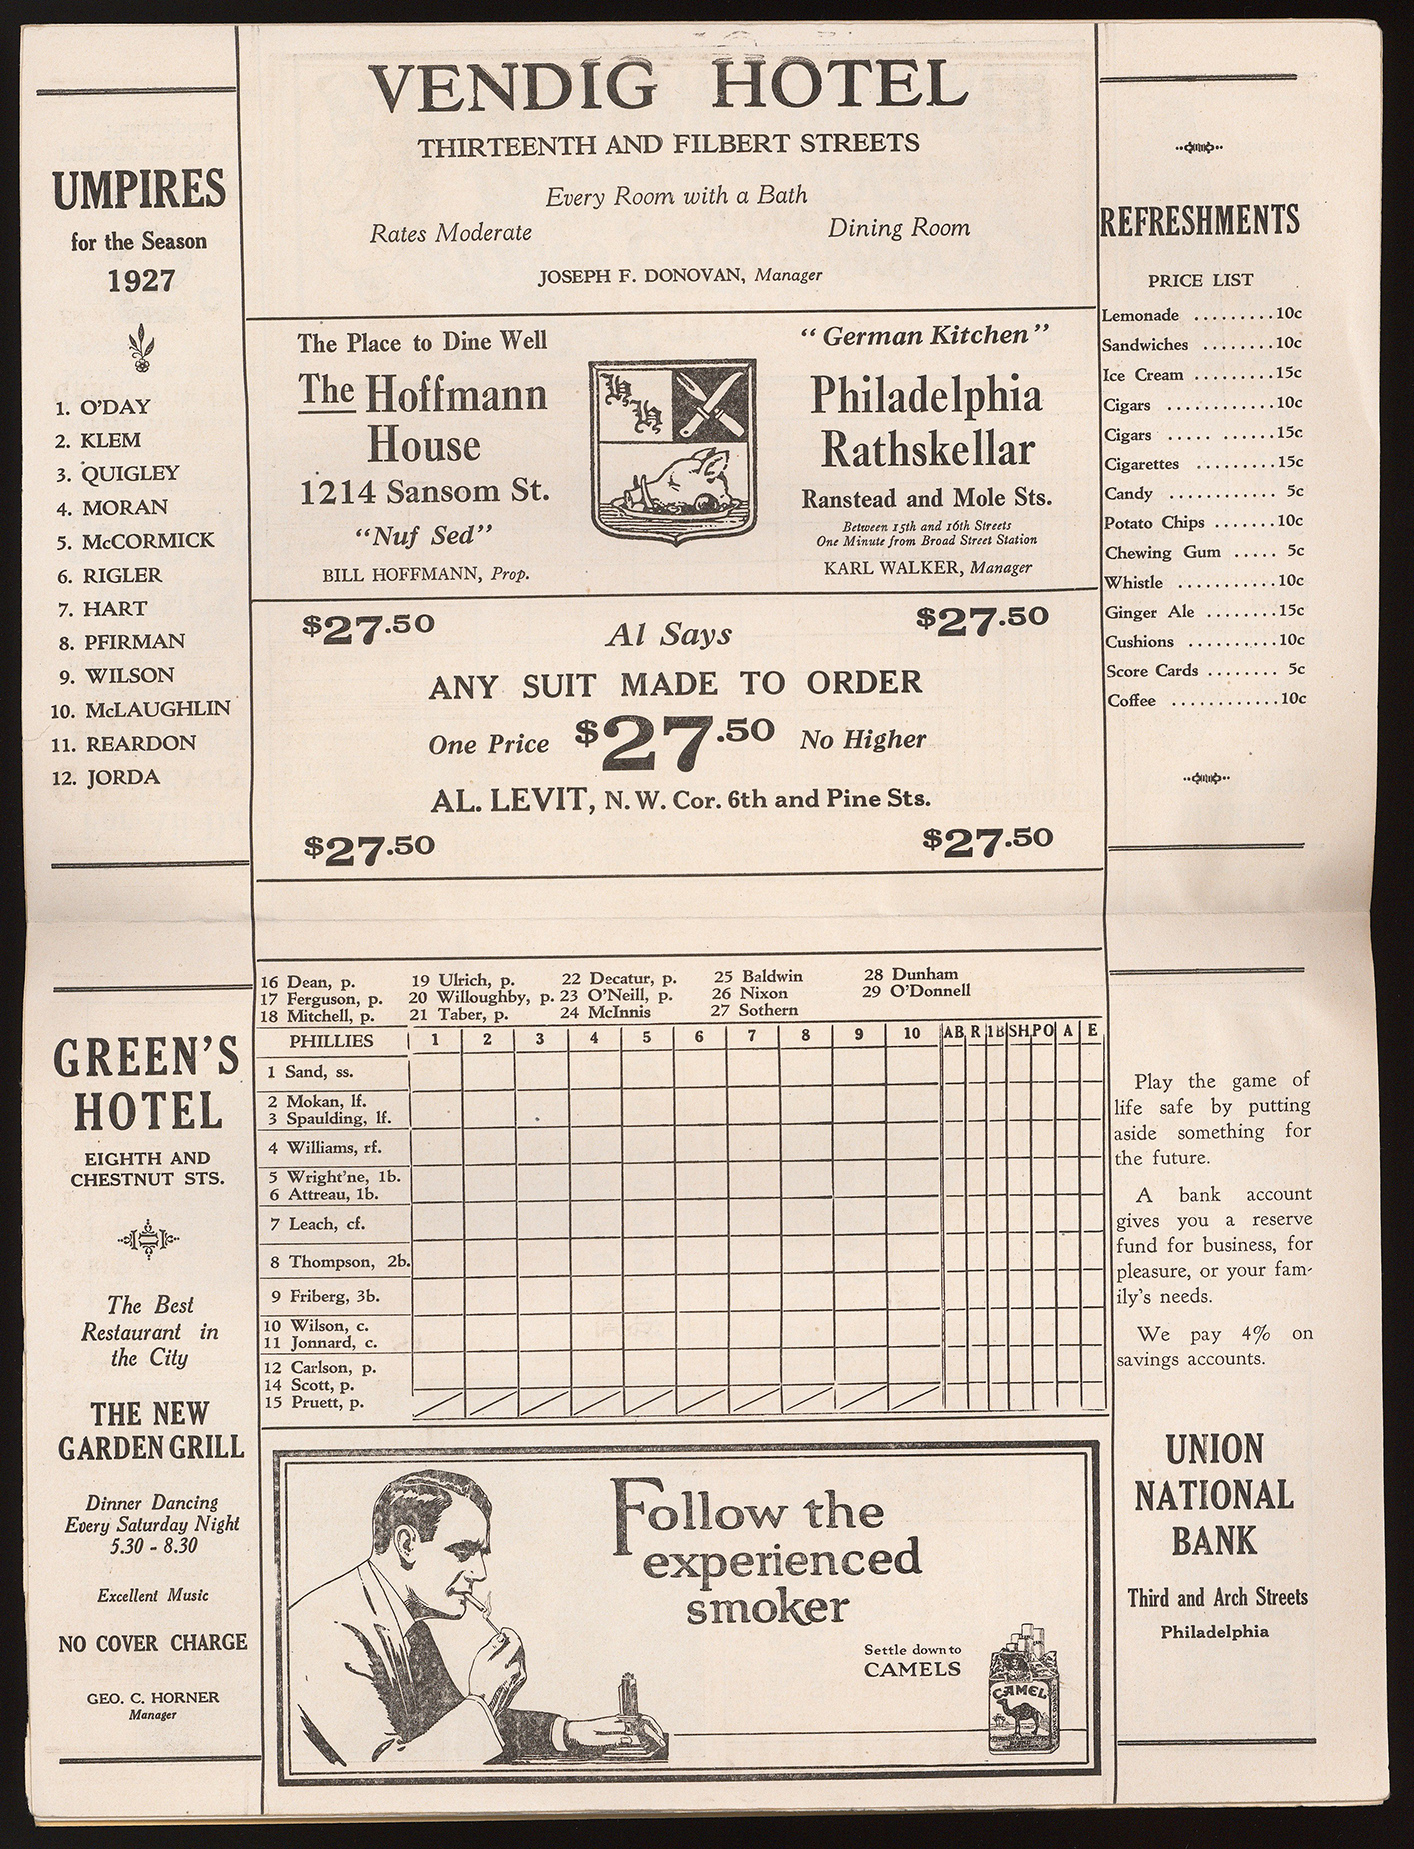 UMPIRES
for the Season
1927
1. O'DAY
2. KLEM
3. QUIGLEY
4. MORAN
5. McCORMICK
6. RIGLER
7. HART
8. PFIRMAN
9. WILSON
10. McLAUGHLIN
11. REARDON
12. JORDA
GREEN'S
HOTEL
EIGHTH AND
CHESTNUT STS.
The Best
Restaurant in
the City
THE NEW
GARDEN GRILL
Dinner Dancing
Every Saturday Night
5.30 - 8.30
Excellent Music
NO COVER CHARGE
GEO. C. HORNER
Manager
VENDIG HOTEL
THIRTEENTH AND FILBERT STREETS
Every Room with a Bath
Rates Moderate Dining Room
JOSEPH F. DONOVAN, Manager
The Place to Dine Well
The Hoffmann
House
1214 Sansom St.
"Nuf Sed"
BILL HOFFMANN, Prop.
H H
"German Kitchen"
Philadelphia
Rathskellar
Ranstead and Mole Sts.
Between 15th and 16th Streets
One Minute from Broad Street Station
KARL WALKER, Manager
$27.50 Al Says $27.50
ANY SUIT MADE TO ORDER
One Price $27.50 No Higher
AL. LEVIT, N. W. Cor. 6th and Pine Sts.
$27.50 $27.50
16 Dean, p. 19 Ulrich, p. 22 Decatur, p. 25 Baldwin 28 Dunham
17 Ferguson, p. 20 Willoughby, p. 23 O'Neill, p. 26 Nixon 29 O'Donnell
18 Mitchell, p. 21 Taber, p. 24 McInnis 27 Sothern
PHILLIES 1 2 3 4 5 6 7 8 9 10 AB R 1B SH PO A E
1 Sand, ss.
2 Mokan, lf.
3 Spaulding, lf.
4 Williams, rf.
5 Wright'ne, 1b.
6 Attreau, 1b.
7 Leach, cf.
8 Thompson, 2b.
9 Friberg, 3b.
10 Wilson, c.
11 Jonnard, c.
12 Carlson, p.
14 Scott, p.
15 Pruett, p.
Follow the
experienced
smoker
Settle down to
CAMELS
CAMEL
REFRESHMENTS
PRICE LIST
Lemonade .........10c
Sandwiches ........10c
Ice Cream .........15c
Cigars ............10c
Cigars ..... ......15c
Cigarettes .........15c
Candy ............ 5c
Potato Chips .......10c
Chewing Gum ..... 5c
Whistle ...........10c
Ginger Ale ........15c
Cushions ..........10c
Score Cards ........ 5c
Coffee ............10c
Play the game of
life safe by putting
aside something for
the future.
A bank account
gives you a reserve
fund for business, for
pleasure, or your fam-
ily's needs.
We pay 4% on
savings accounts.
UNION
NATIONAL
BANK
Third and Arch Streets
Philadelphia